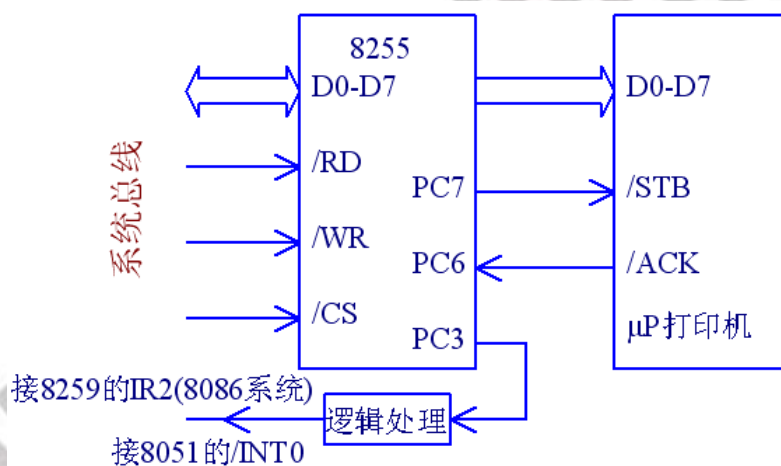 8255
D0-D7
D0-D7
系统总线
/RD
PC7
/STB
/WR
PC6
/ACK
/CS
PC3
μP打印机
接8259的IR2(8086系统)
逻辑处理
接8051的/INT0